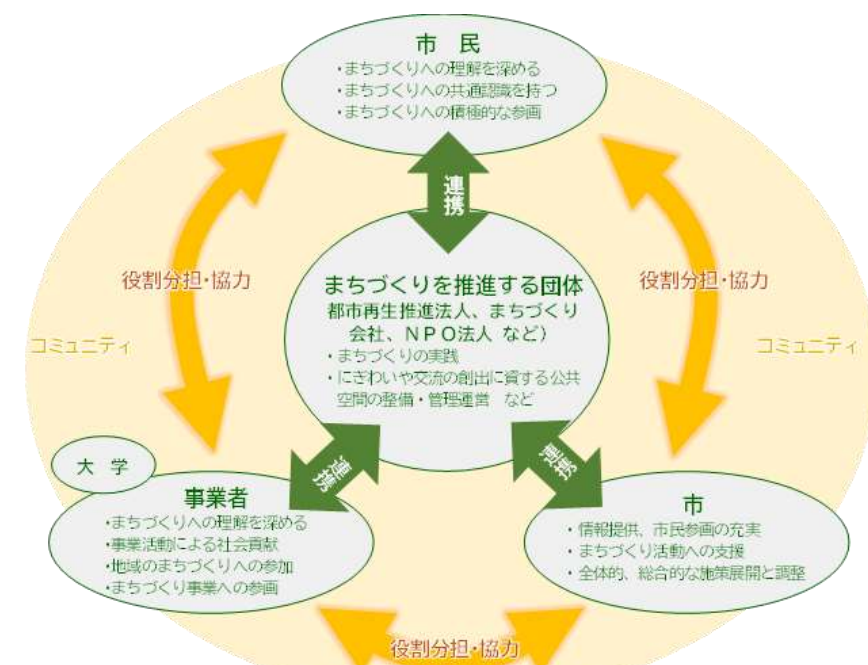 市 民
・まちづくりへの理解を深める
・まちづくりへの共通認識を持つ
・まちづくりへの積極的な参画
連携
役割分担・協力
役割分担・協力
コミュニティ
コミュニティ
まちづくりを推進する団体
都市再生推進法人、まちづくり
会社、NPO法人 など)
・まちづくりの実践
・にぎわいや交流の創出に資する公共
空間の整備・管理運営 など
連携
連携
大 学
事業者
・まちづくりへの理解を深める
・事業活動による社会貢献
・地域のまちづくりへの参加
・まちづくり事業への参画
市
・情報提供、市民参画の充実
・まちづくり活動への支援
・全体的、総合的な施策展開と調整
役割分担・協力